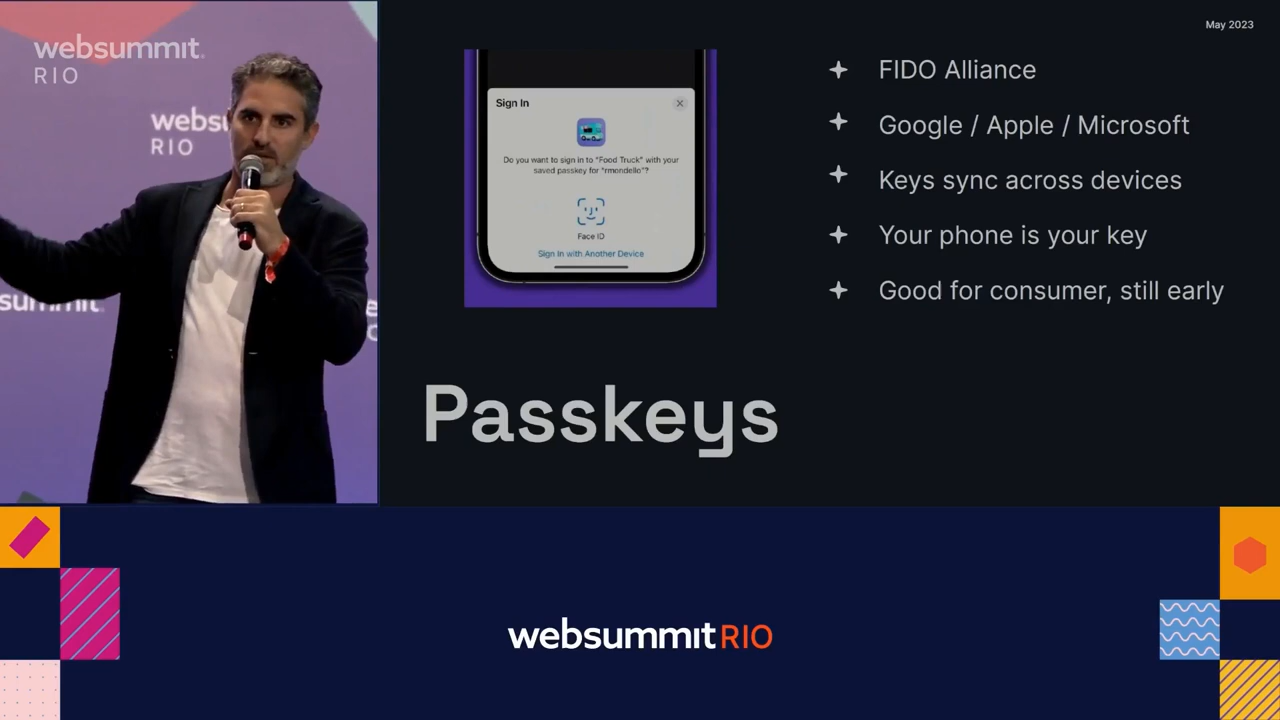 websummit
RIO
websu
RIO
summit
May 2023
Sign In
Do you want to sign in to "Food Truck" with your
saved passkey for "rmondello"?
Face ID
Sign In with Another Device
FIDO Alliance
Google / Apple / Microsoft
Keys sync across devices
Your phone is your key
Good for consumer, still early
Passkeys
websummit RIO